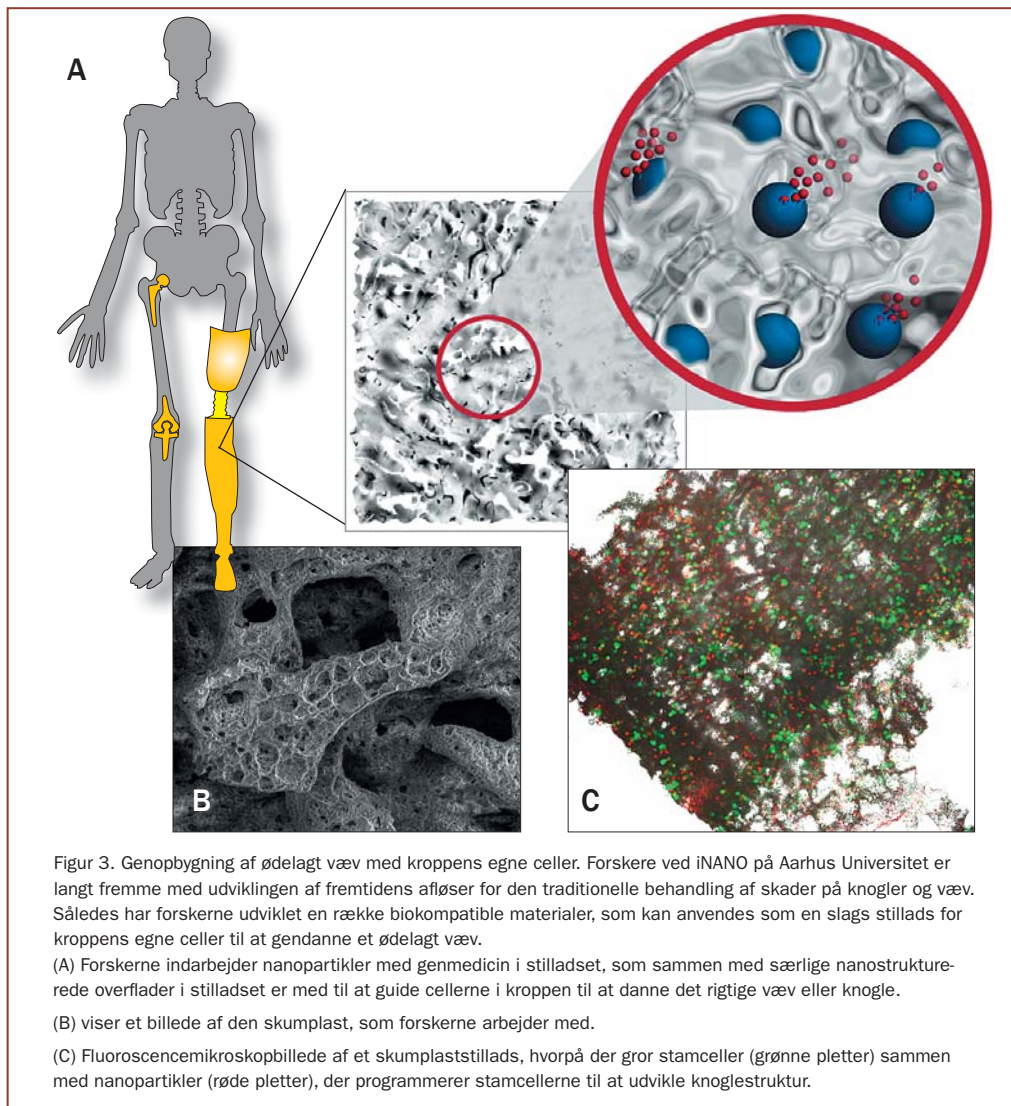 A
B
C
Figur 3. Genopbygning af ødelagt væv med kroppens egne celler. Forskere ved iNANO på Aarhus Universitet er
langt fremme med udviklingen af fremtidens afløser for den traditionelle behandling af skader på knogler og væv.
Således har forskerne udviklet en række biokompatible materialer, som kan anvendes som en slags stillads for
kroppens egne celler til at gendanne et ødelagt væv.
(A) Forskerne indarbejder nanopartikler med genmedicin i stilladset, som sammen med særlige nanostrukture-
rede overflader i stilladset er med til at guide cellerne i kroppen til at danne det rigtige væv eller knogle.
(B) viser et billede af den skumplast, som forskerne arbejder med.
(C) Fluoroscencemikroskopbillede af et skumplaststillads, hvorpå der gror stamceller (grønne pletter) sammen
med nanopartikler (røde pletter), der programmerer stamcellerne til at udvikle knoglestruktur.